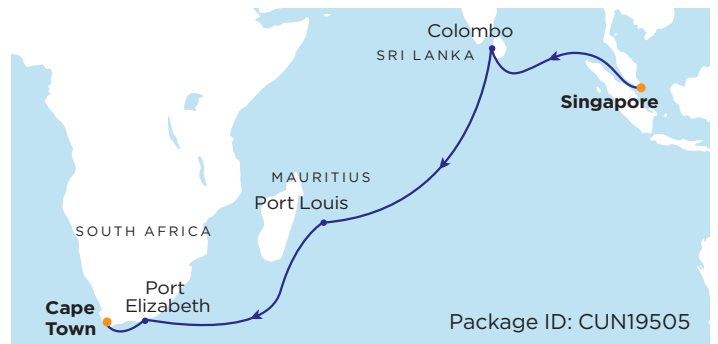 Colombo
SRI LANKA
Singapore
MAURITIUS
Port Louis
SOUTH AFRICA
Port
Elizabeth
Cape
Town
Package ID: CUN19505